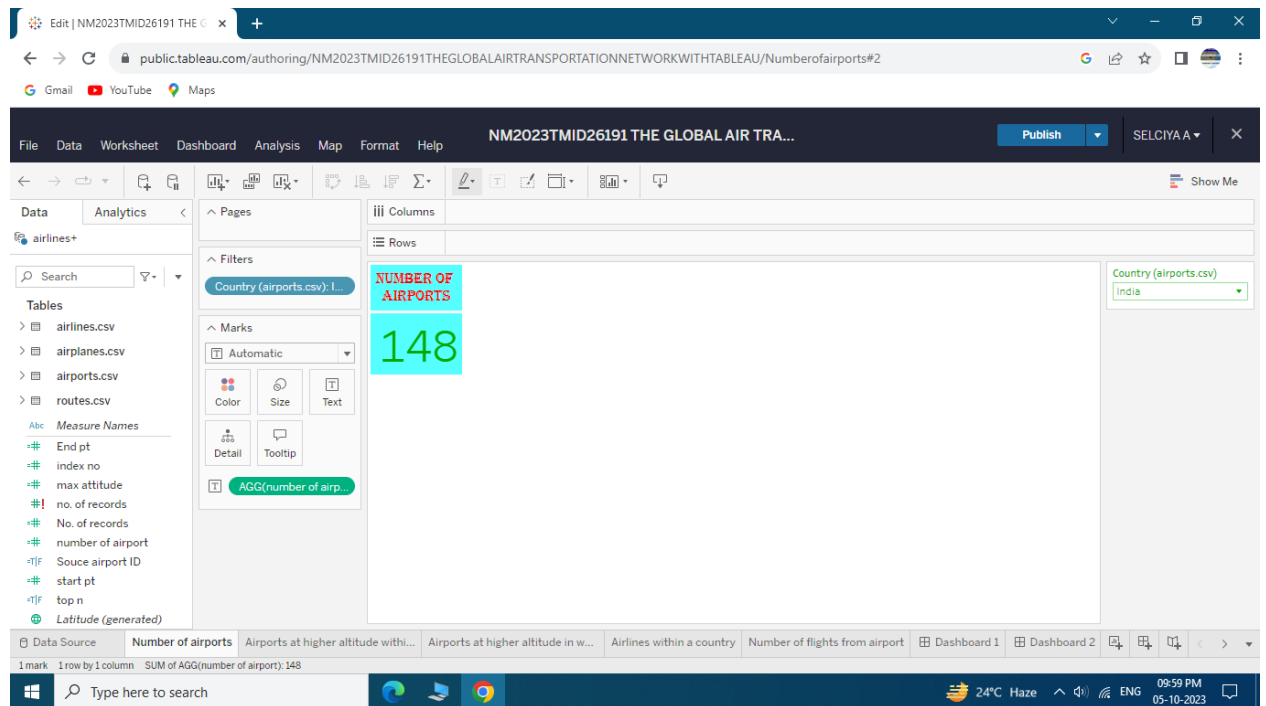 Edit | NM2023TMID26191 THE G
public.tableau.com/authoring/NM2023TMID26191THEGLOBALAIRTRANSPORTATIONNETWORKWITHTABLEAU/Numberofairports#2
Gmail YouTube Maps
NM2023TMID26191 THE GLOBAL AIR TRA...
Publish
SELCIYA A
File Data Worksheet Dashboard Analysis Map Format Help
Show Me
Data Analytics
airlines+
Search
Tables
airlines.csv
airplanes.csv
airports.csv
routes.csv
Abc Measure Names
End pt
index no
max attitude
no. of records
No. of records
number of airport
Souce airport ID
start pt
top n
Latitude (generated)
Pages
Filters
Country (airports.csv): I...
Marks
Automatic
Color Size Text
Detail Tooltip
AGG(number of airp...
Columns
Rows
NUMBER OF
AIRPORTS
148
Country (airports.csv)
India
Data Source Number of airports Airports at higher altitude withi... Airports at higher altitude in w... Airlines within a country Number of flights from airport Dashboard 1 Dashboard 2
1 mark 1 row by 1 column SUM of AGG(number of airport): 148
Type here to search
24°C Haze
ENG
09:59 PM
05-10-2023